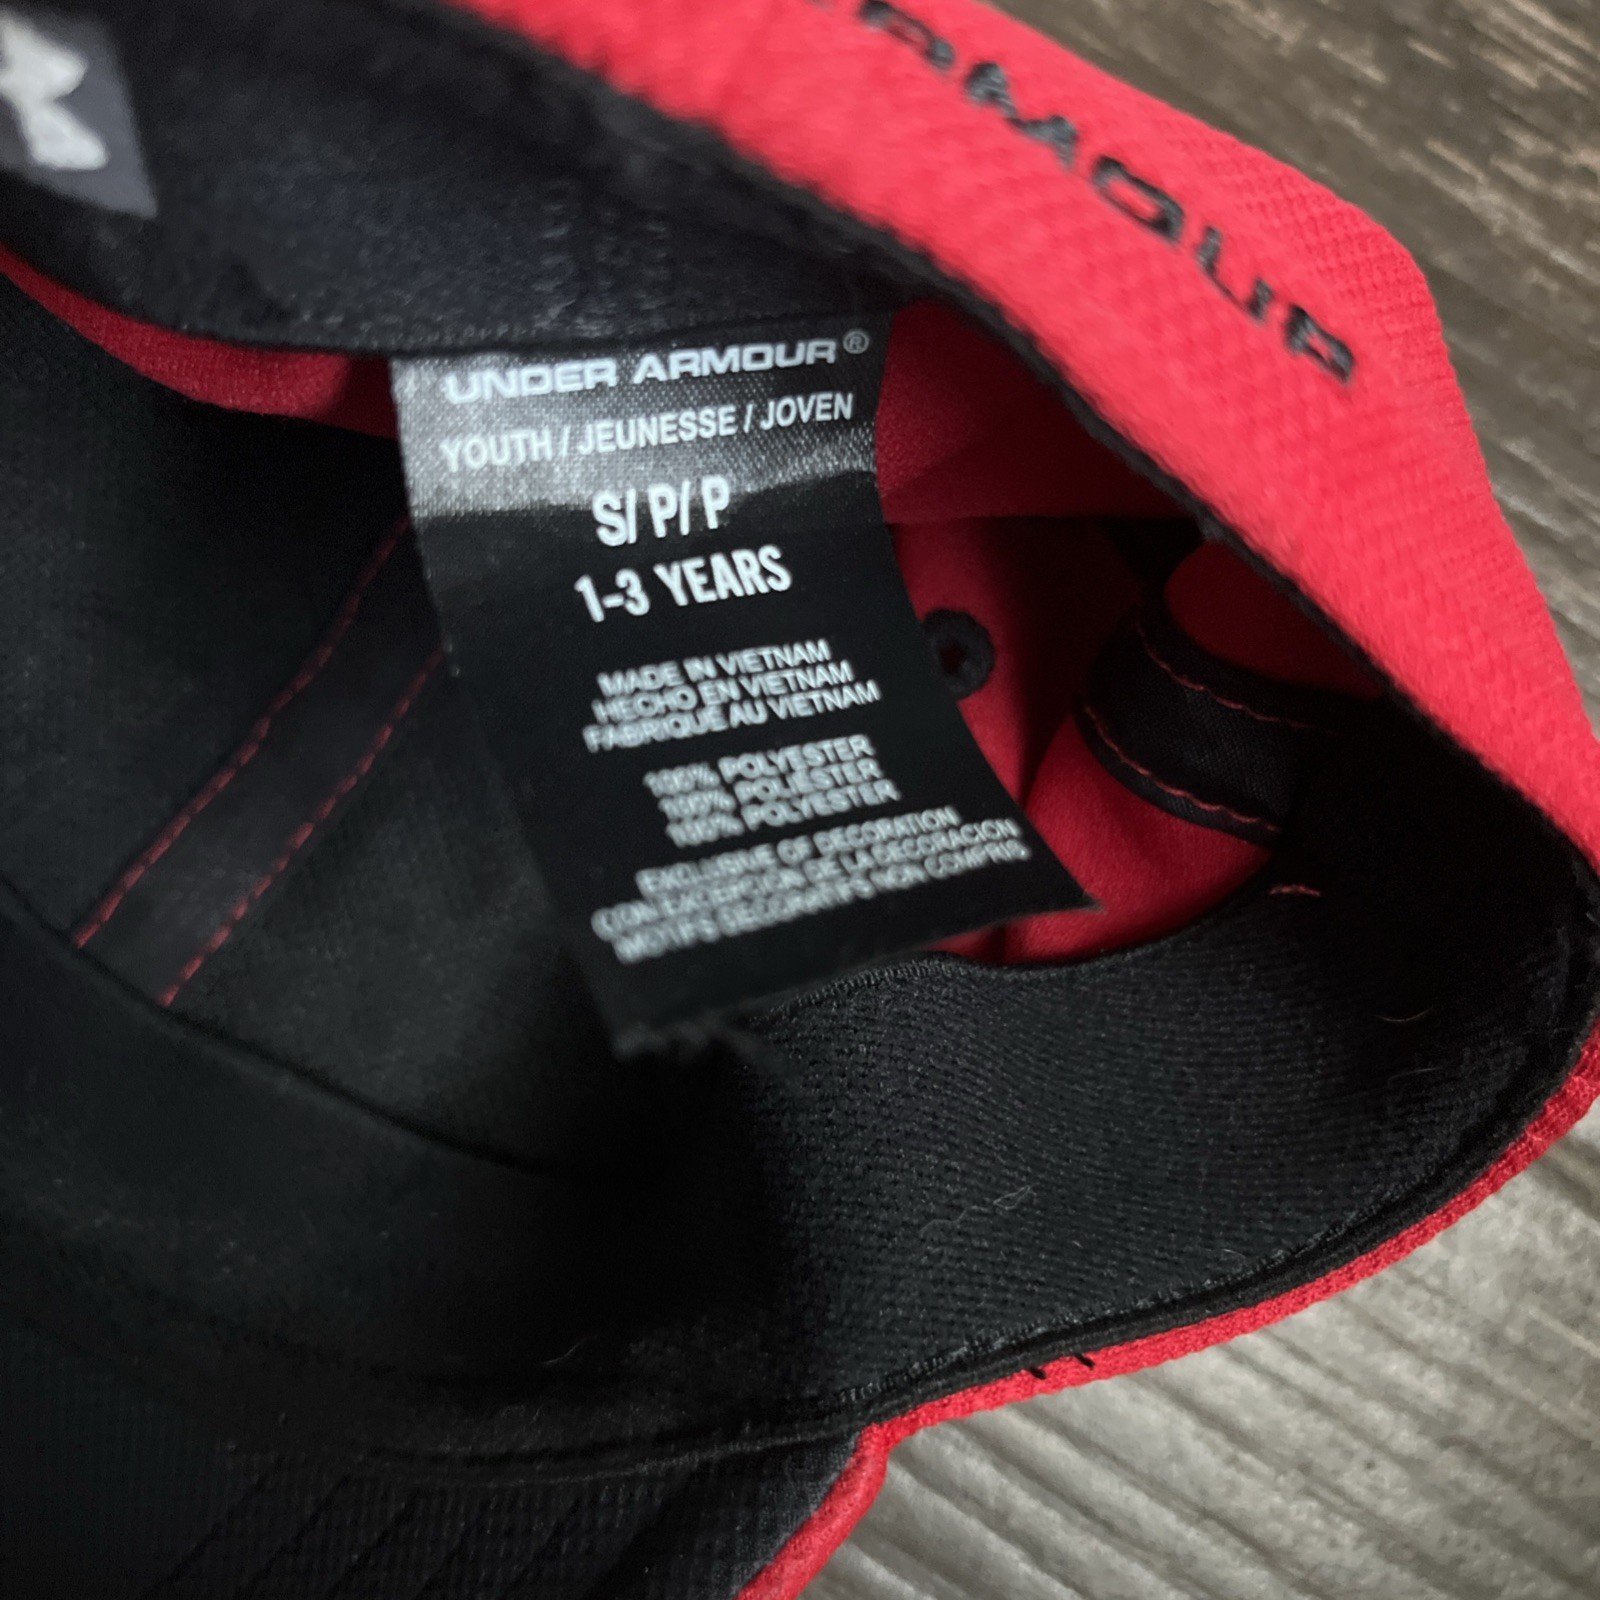 ARMOUR
UNDER ARMOUR®
YOUTH / JEUNESSE / JOVEN
S/ P/ P
1-3 YEARS
MADE IN VIETNAM
HECHO EN VIETNAM
FABRIQUÉ AU VIETNAM
100% POLYESTER
100% POLIÉSTER
100% POLYESTER
EXCLUSIVE OF DECORATION
CON EXCEPCIÓN DE LA DECORACIÓN
MOTIFS DÉCORATIFS NON COMPRIS